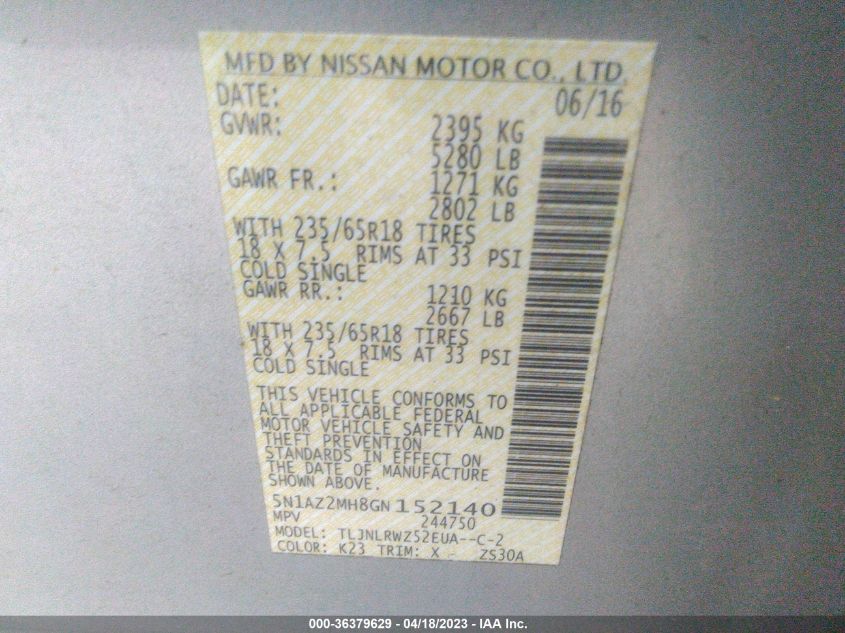 MFD BY NISSAN MOTOR CO., LTD.
DATE: 06/16
GVWR: 2395 KG
5280 LB
GAWR FR.: 1271 KG
2802 LB
WITH 235/65R18 TIRES
18 X 7.5 RIMS AT 33 PSI
COLD SINGLE
GAWR RR.: 1210 KG
2667 LB
WITH 235/65R18 TIRES
18 X 7.5 RIMS AT 33 PSI
COLD SINGLE
THIS VEHICLE CONFORMS TO
ALL APPLICABLE FEDERAL
MOTOR VEHICLE SAFETY AND
THEFT PREVENTION
STANDARDS IN EFFECT ON
THE DATE OF MANUFACTURE
SHOWN ABOVE.
5N1AZ2MH8GN152140
MPV 244750
MODEL: TLJNLRWZ52EUA--C-2
COLOR: K23 TRIM: X - ZS30A
000-36379629 - 04/18/2023 - IAA Inc.